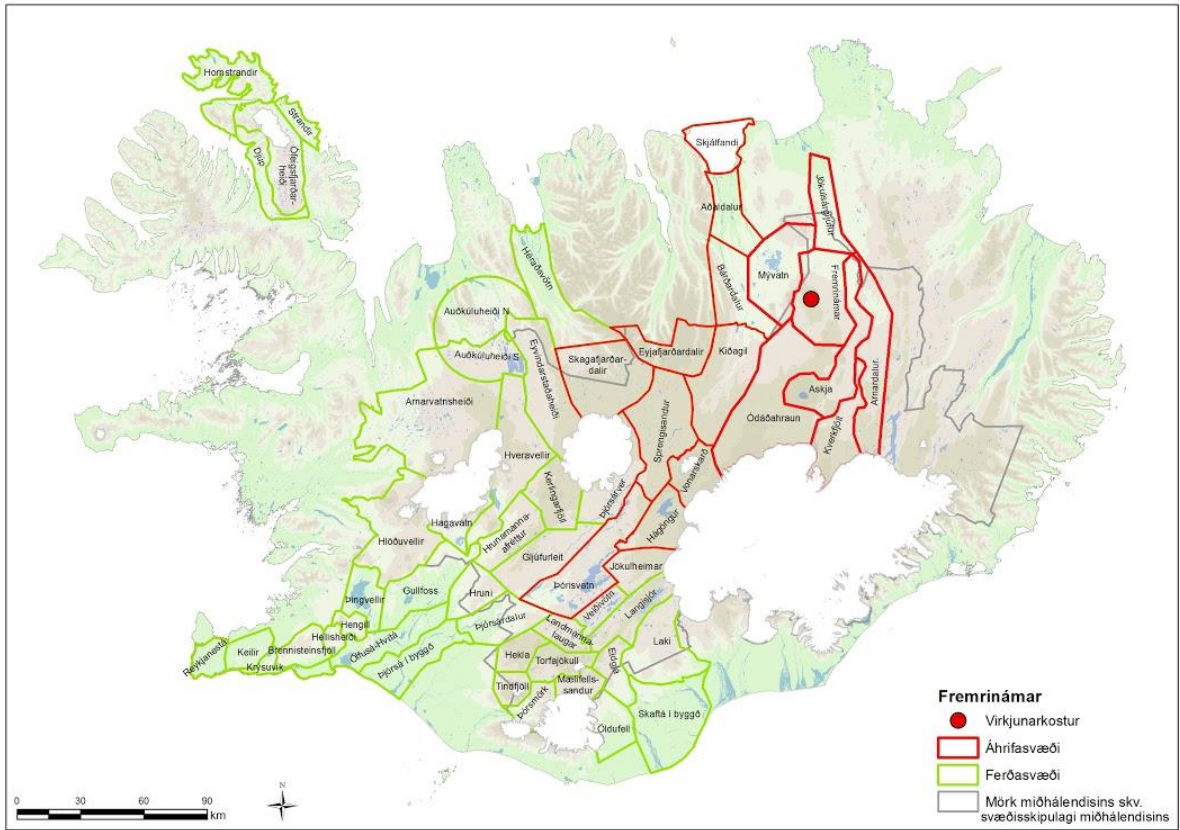 Hornstrandir
Strandir
Djúp
Ófeigsfjarðar-
heiði
Skjálfandi
Aðaldalur
Jökulsárgljúfur
Héraðsvötn
Bárðardalur
Mývatn
Fremrinámar
Auðkúluheiði N
Auðkúluheiði S
Eyvindarstaðaheiði
Skagafjarðar-
dalir
Eyjafjarðardalir
Kiðagil
Arnarvatnsheiði
Askja
Arnardalur
Ódáðahraun
Kverkfjöll
Sprengisandur
Vonarskarð
Hveravellir
Kerlingarfjöll
Þjórsárver
Hágöngur
Hagavatn
Hrunamanna-
afréttur
Hlöðuvellir
Gljúfurleit
Jökulheimar
Þórisvatn
Veiðivötn
Langisjór
Þingvellir
Gullfoss
Hruni
Þjórsárdalur
Landmanna-
laugar
Laki
Hengill
Hellisheiði
Brennisteinsfjöll
Ölfusá-Hvítá
Þjórsá í byggð
Reykjanestá
Keilir
Krýsuvík
Hekla
Torfajökull
Eldgjá
Tindfjöll
Mælifells-
sandur
Þórsmörk
Öldufell
Skaftá í byggð
Fremrinámar
Virkjunarkostur
Áhrifasvæði
Ferðasvæði
Mörk miðhálendisins skv.
svæðisskipulagi miðhálendisins
0 30 60 90
km
N